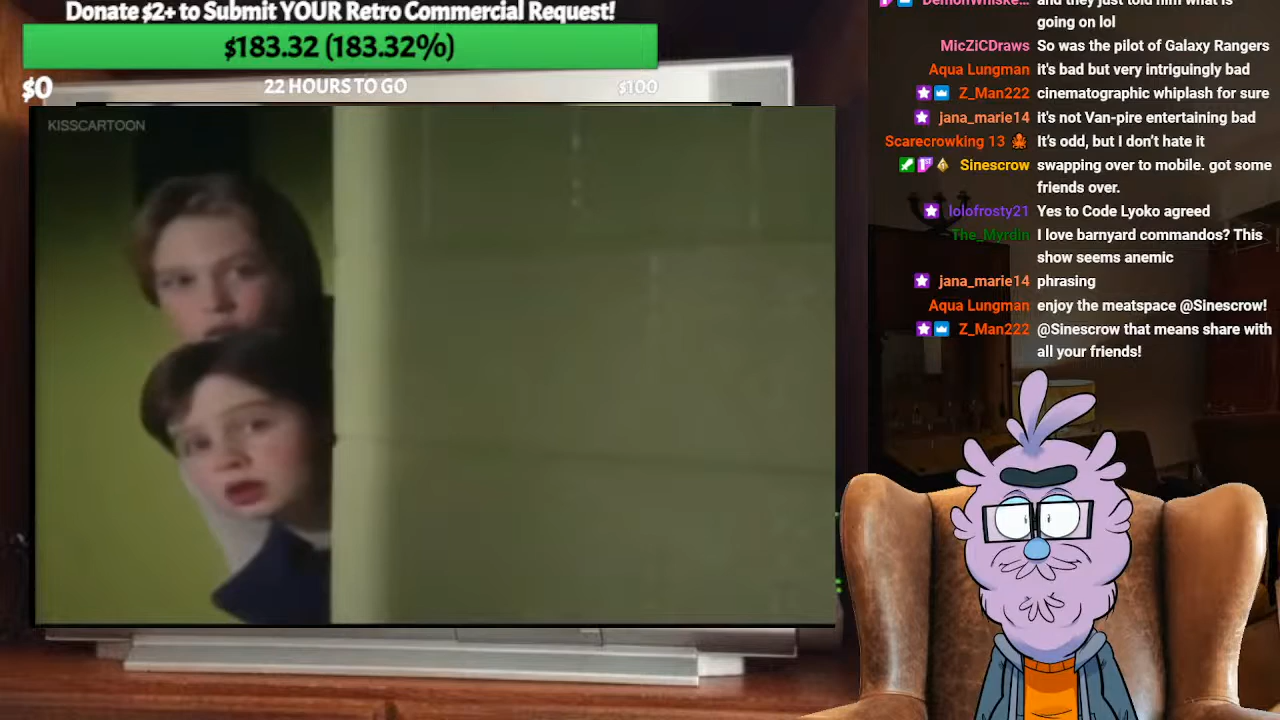 Donate $2+ to Submit YOUR Retro Commercial Request!
$183.32 (183.32%)
$0
22 HOURS TO GO
$100
KISSCARTOON
DemonWhiske... and they just told him what is
going on lol
MicZiCDraws So was the pilot of Galaxy Rangers
Aqua Lungman it's bad but very intriguingly bad
Z_Man222 cinematographic whiplash for sure
jana_marie14 it's not Van-pire entertaining bad
Scarecrowking 13 It's odd, but I don't hate it
Sinescrow swapping over to mobile. got some
friends over.
lolofrosty21 Yes to Code Lyoko agreed
The_Myrdin I love barnyard commandos? This
show seems anemic
jana_marie14 phrasing
Aqua Lungman enjoy the meatspace @Sinescrow!
Z_Man222 @Sinescrow that means share with
all your friends!